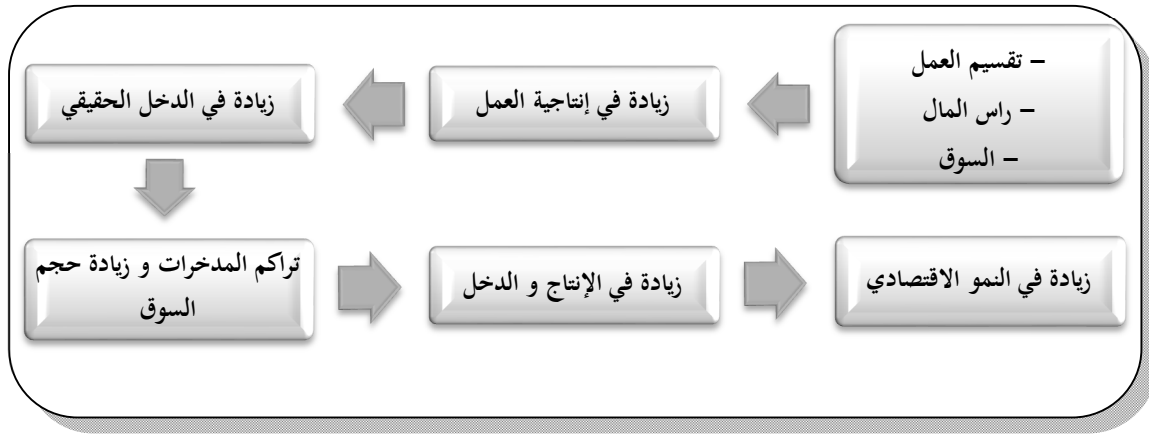 – تقسيم العمل
– راس المال
– السوق
زيادة في إنتاجية العمل
زيادة في الدخل الحقيقي
تراكم المدخرات و زيادة حجم
السوق
زيادة في الإنتاج و الدخل
زيادة في النمو الاقتصادي